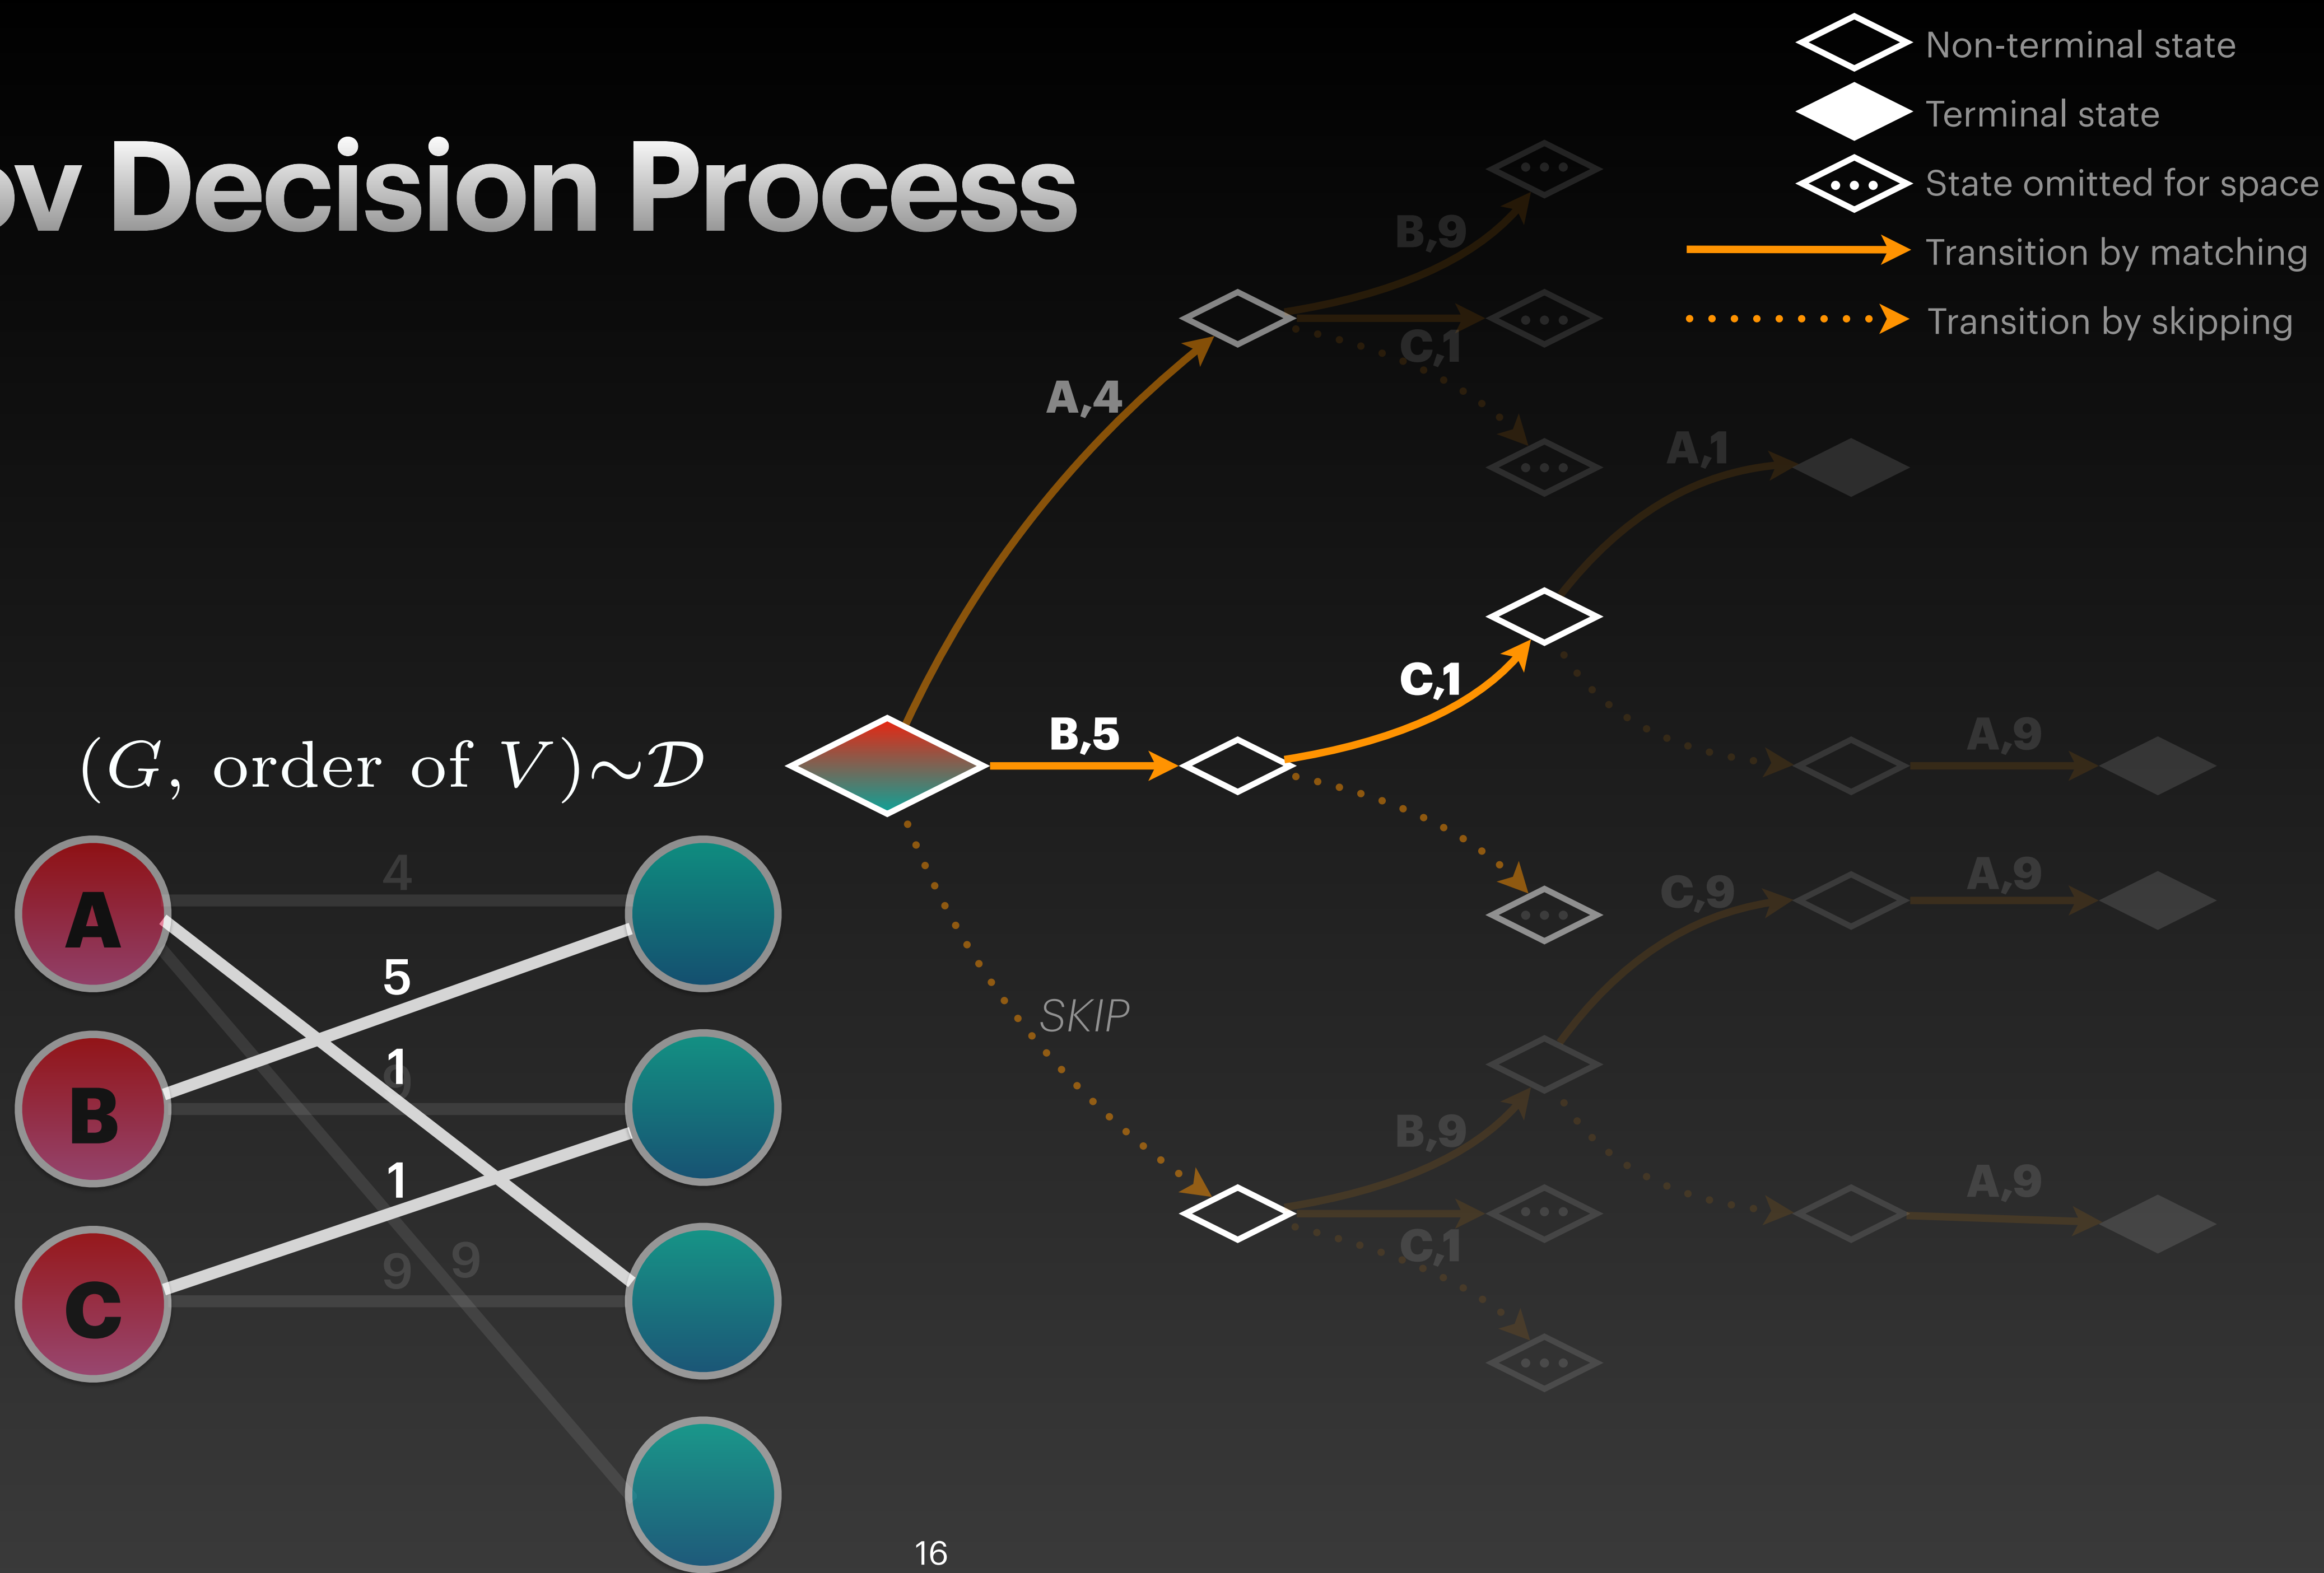 ov Decision Process
Non-terminal state
Terminal state
State omitted for space
Transition by matching
Transition by skipping
B,9
C,1
A,4
A,1
C,1
B,5
A,9
(G, order of V)~𝒟
C,9
A,9
SKIP
B,9
A,9
C,1
A
B
C
4
5
1
9
1
9
9
16